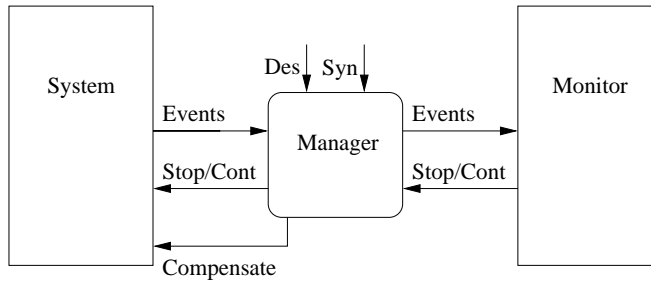 Des
Syn
System
Monitor
Events
Events
Manager
Stop/Cont
Stop/Cont
Compensate